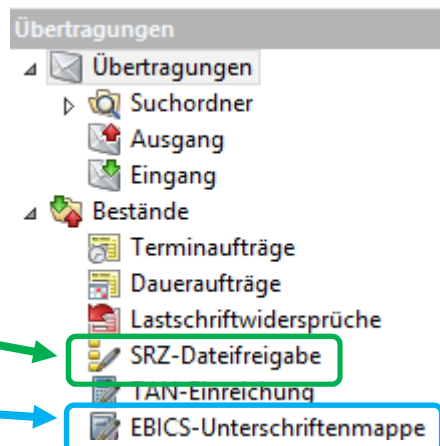 Übertragungen
Übertragungen
Suchordner
Ausgang
Eingang
Bestände
Terminaufträge
Daueraufträge
Lastschriftwidersprüche
SRZ-Dateifreigabe
TAN-Einreichung
EBICS-Unterschriftenmappe